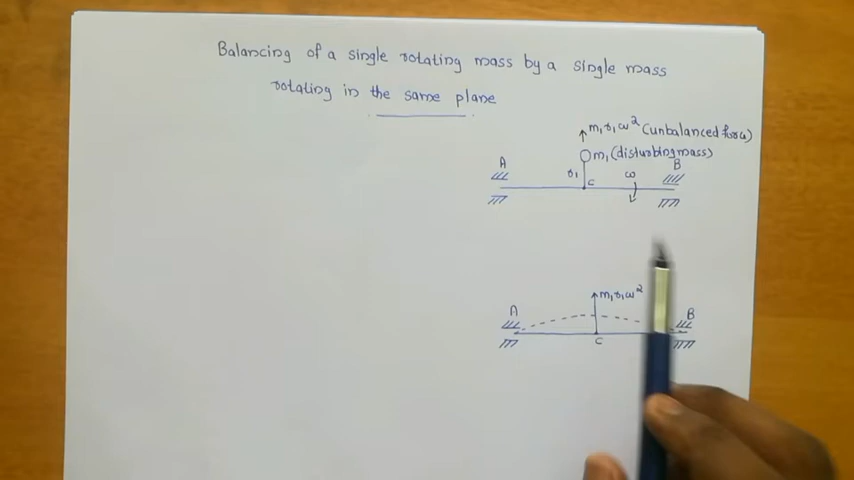 Balancing of a single rotating mass by a single mass
rotating in the same plane
m₁r₁ω² (unbalanced force)
A
m₁ (disturbing mass)
B
r₁
C
ω
A
m₁r₁ω²
B
C